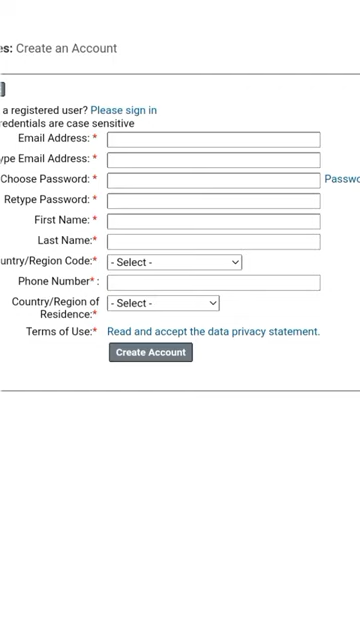 es: Create an Account
a registered user? Please sign in
redentials are case sensitive
Email Address: *
ype Email Address: *
Choose Password: * Passwo
Retype Password: *
First Name: *
Last Name:*
untry/Region Code:* - Select -
Phone Number* :
Country/Region of
Residence:* - Select -
Terms of Use:* Read and accept the data privacy statement.
Create Account